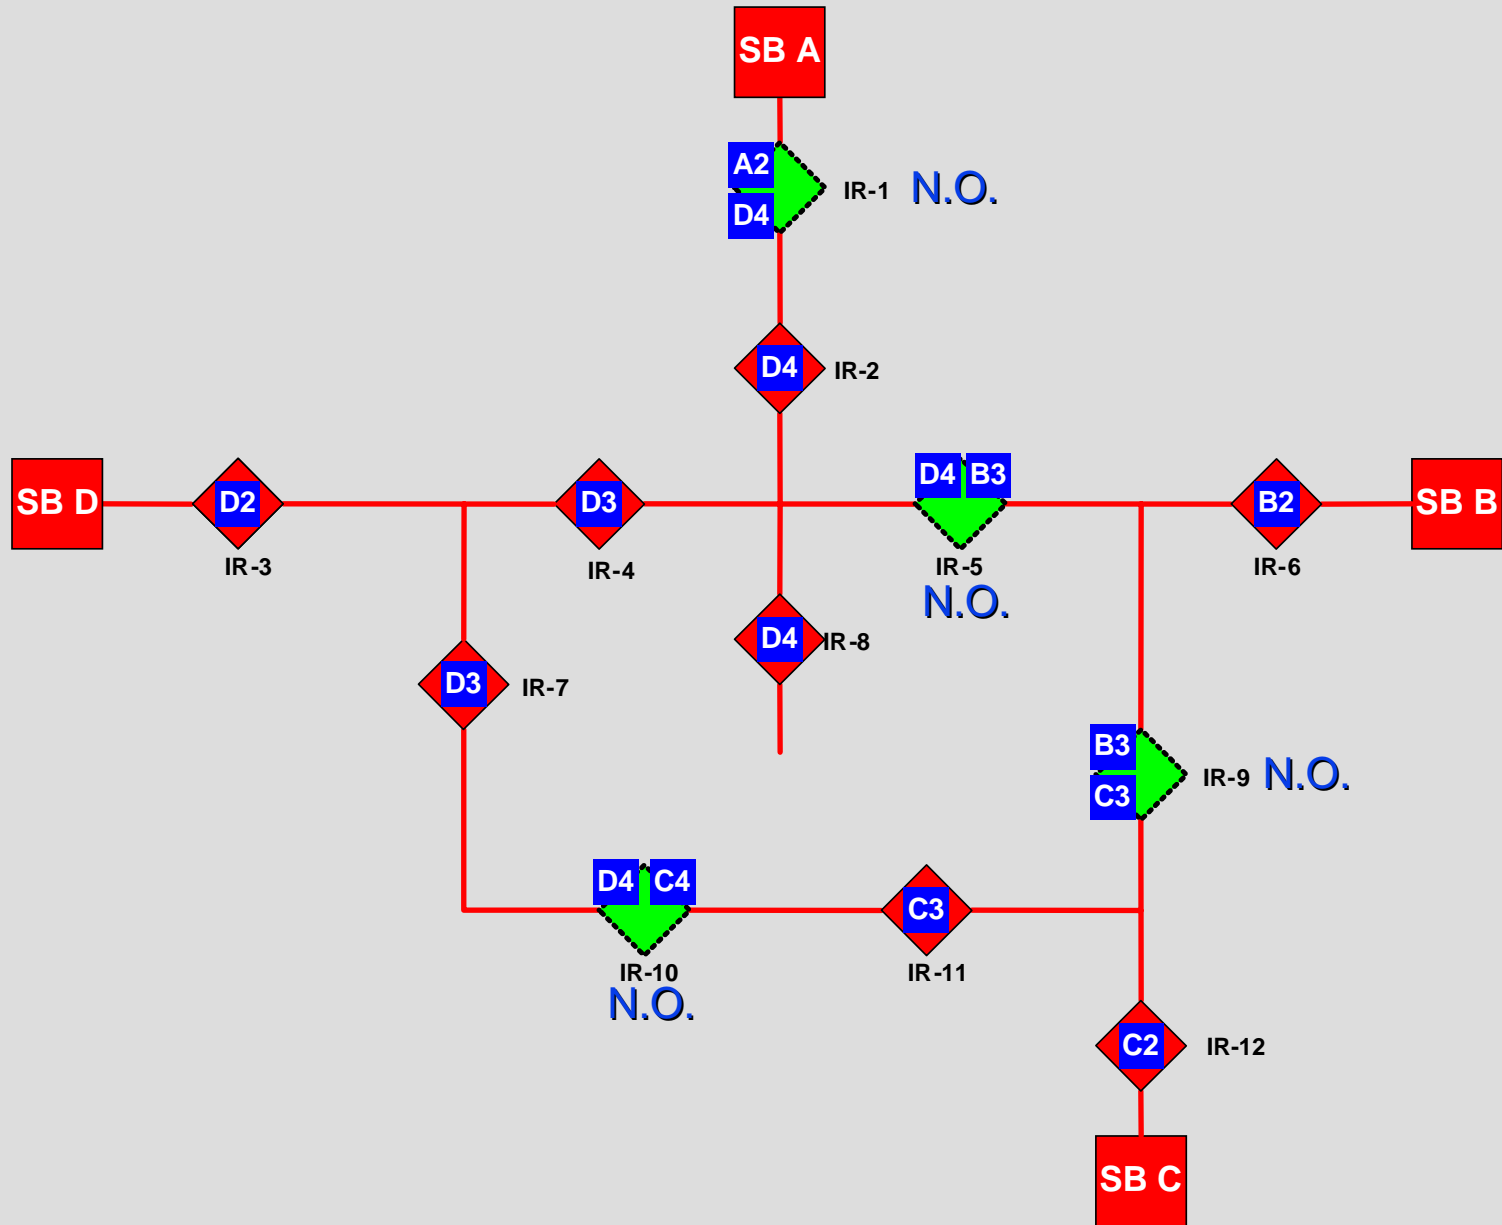 SB A
A2
IR-1 N.O.
D4
D4 IR-2
D4 B3
SB D D2 D3 B2 SB B
IR-3 IR-4 IR-5 IR-6
N.O.
D4 IR-8
D3 IR-7
B3
IR-9 N.O.
C3
D4 C4
C3
IR-10 IR-11
N.O.
C2 IR-12
SB C